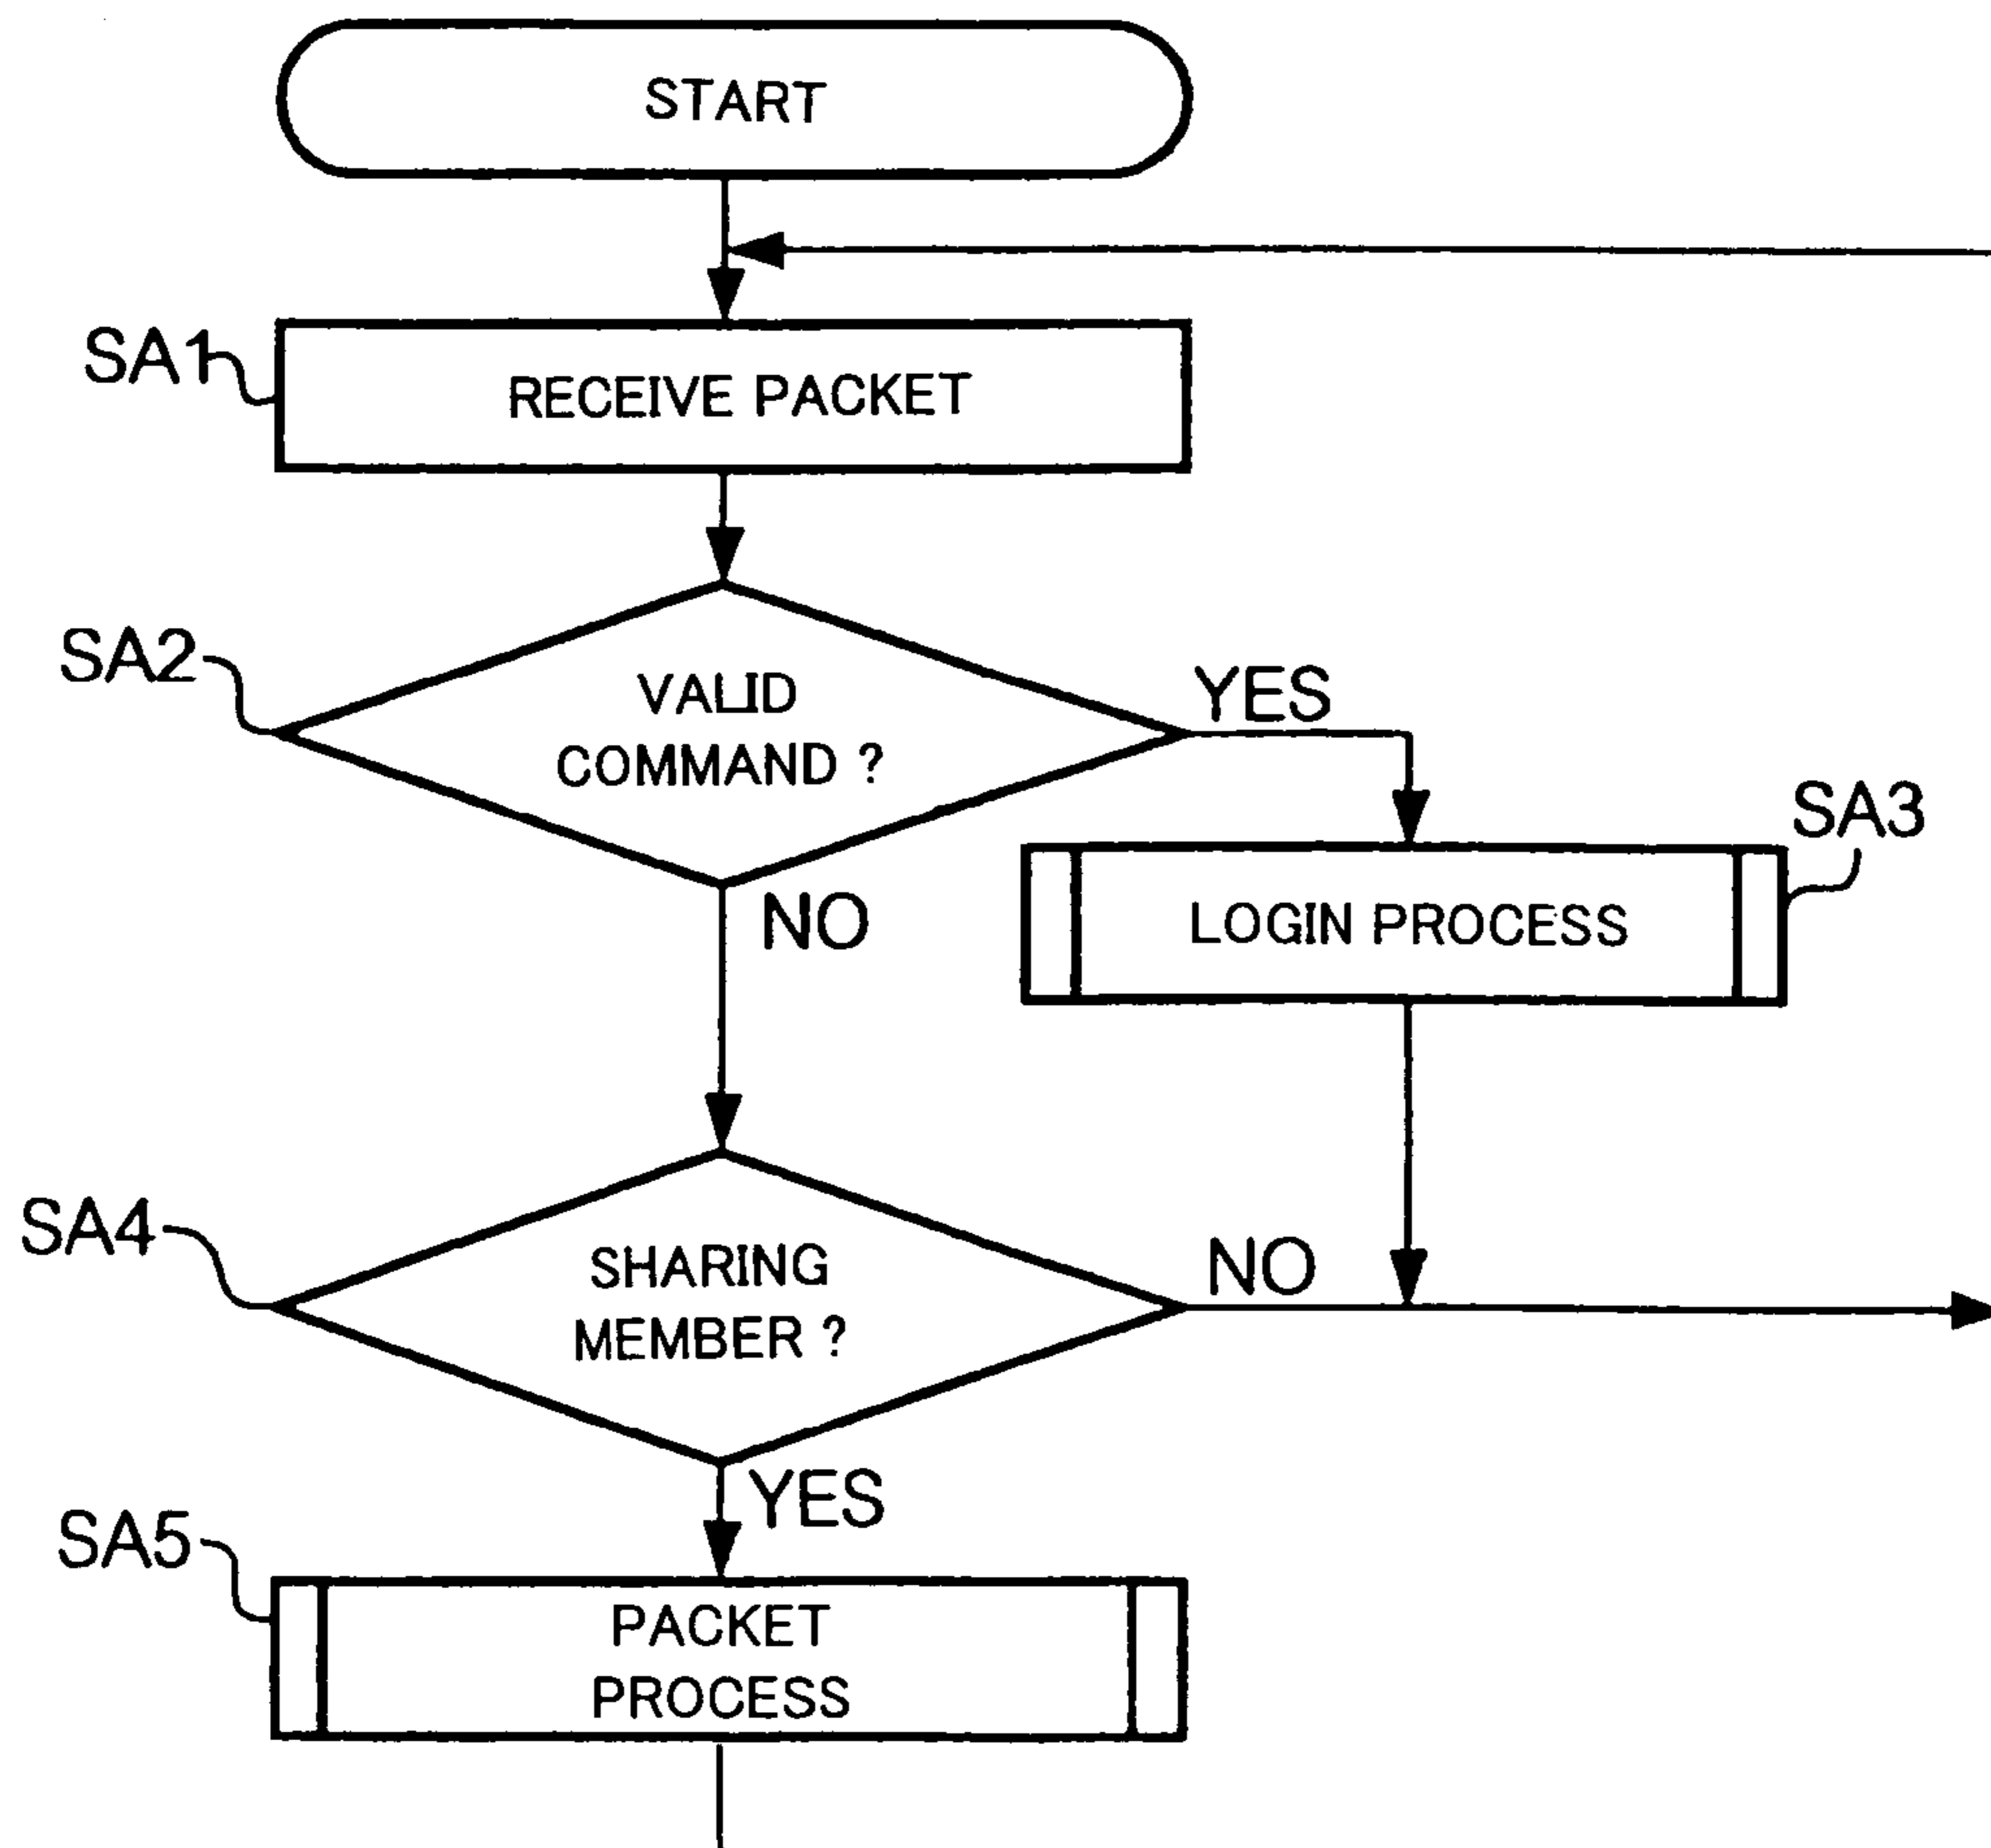 START
SA1
RECEIVE PACKET
SA2
VALID
COMMAND ?
YES
NO
SA3
LOGIN PROCESS
SA4
SHARING
MEMBER ?
NO
YES
SA5
PACKET
PROCESS